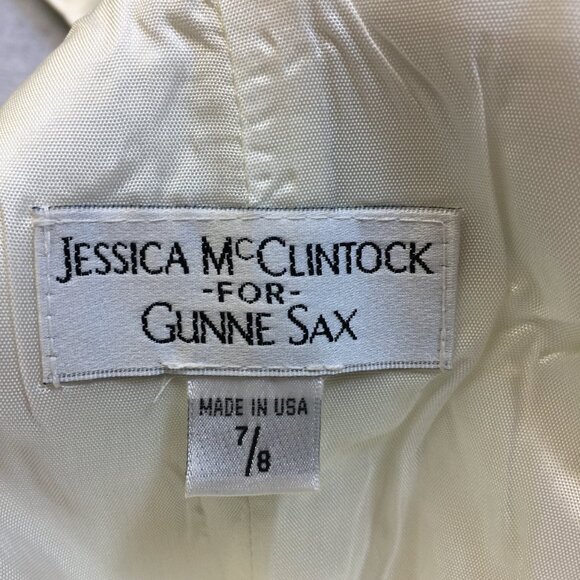 JESSICA MCCLINTOCK
-FOR-
GUNNE SAX
MADE IN USA
7/8